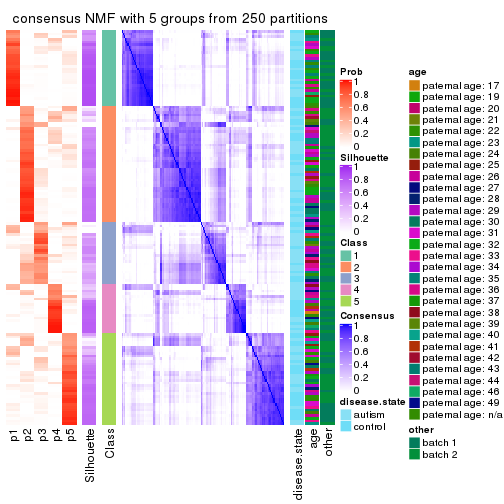 consensus NMF with 5 groups from 250 partitions
p1
p2
p3
p4
p5
Silhouette
Class
disease.state
age
other
Prob
1
0.8
0.6
0.4
0.2
0
Silhouette
1
0.8
0.6
0.4
0.2
0
Class
1
2
3
4
5
Consensus
1
0.8
0.6
0.4
0.2
0
disease.state
autism
control
age
paternal age: 17
paternal age: 19
paternal age: 20
paternal age: 21
paternal age: 22
paternal age: 23
paternal age: 24
paternal age: 25
paternal age: 26
paternal age: 27
paternal age: 28
paternal age: 29
paternal age: 30
paternal age: 31
paternal age: 32
paternal age: 33
paternal age: 34
paternal age: 35
paternal age: 36
paternal age: 37
paternal age: 38
paternal age: 39
paternal age: 40
paternal age: 41
paternal age: 42
paternal age: 43
paternal age: 44
paternal age: 46
paternal age: 49
paternal age: n/a
other
batch 1
batch 2